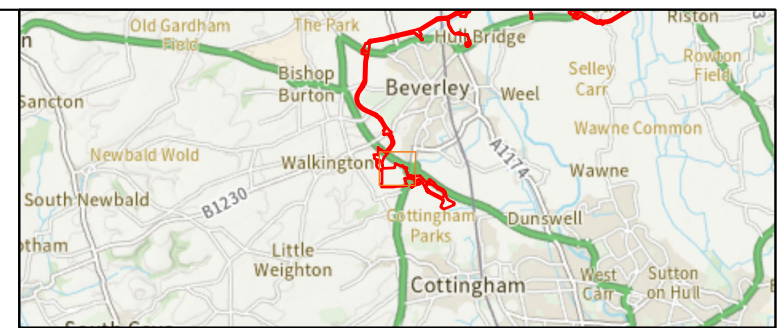 Old Gardham
Field
The Park
Riston
n
Hull Bridge
Bishop
Burton
Beverley
Selley
Carr
Rowton
Field
Sancton
Weel
Wawne Common
Newbald Wold
Walkington
A1174
Wawne
South Newbald
B1230
Cottingham
Parks
Dunswell
otham
Little
Weighton
Cottingham
West
Carr
Sutton
on Hull